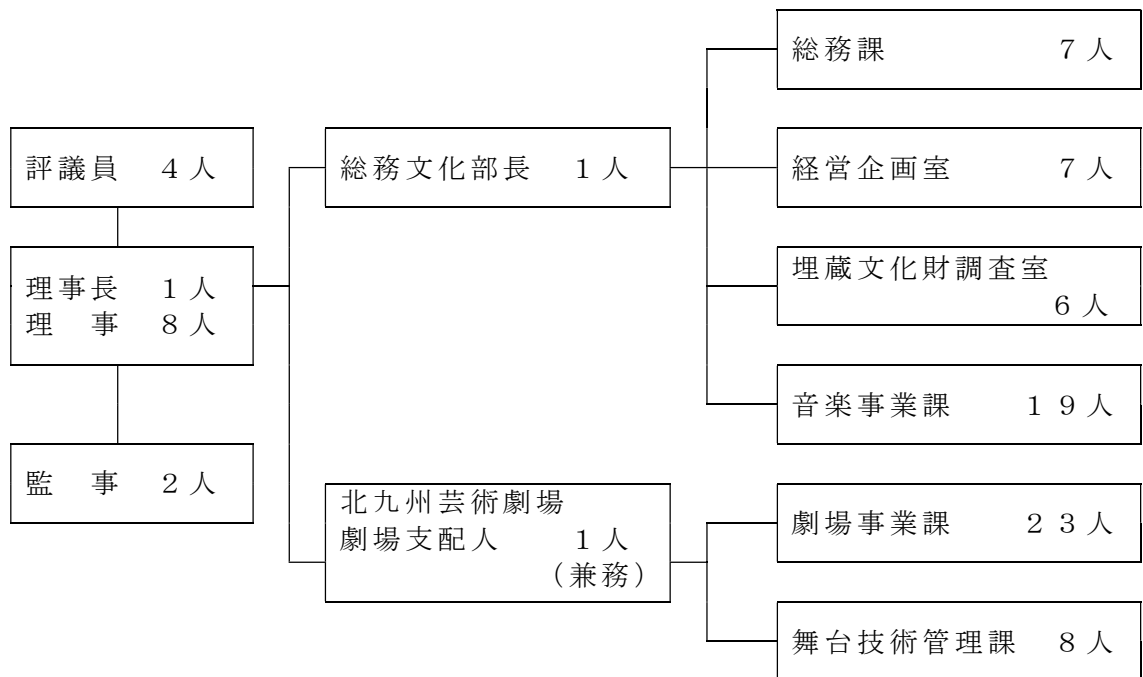 評議員　４人
理事長　１人
理　事　８人
監　事　２人
総務文化部長　１人
北九州芸術劇場
劇場支配人　１人
（兼務）
総務課　７人
経営企画室　７人
埋蔵文化財調査室
６人
音楽事業課　１９人
劇場事業課　２３人
舞台技術管理課　８人